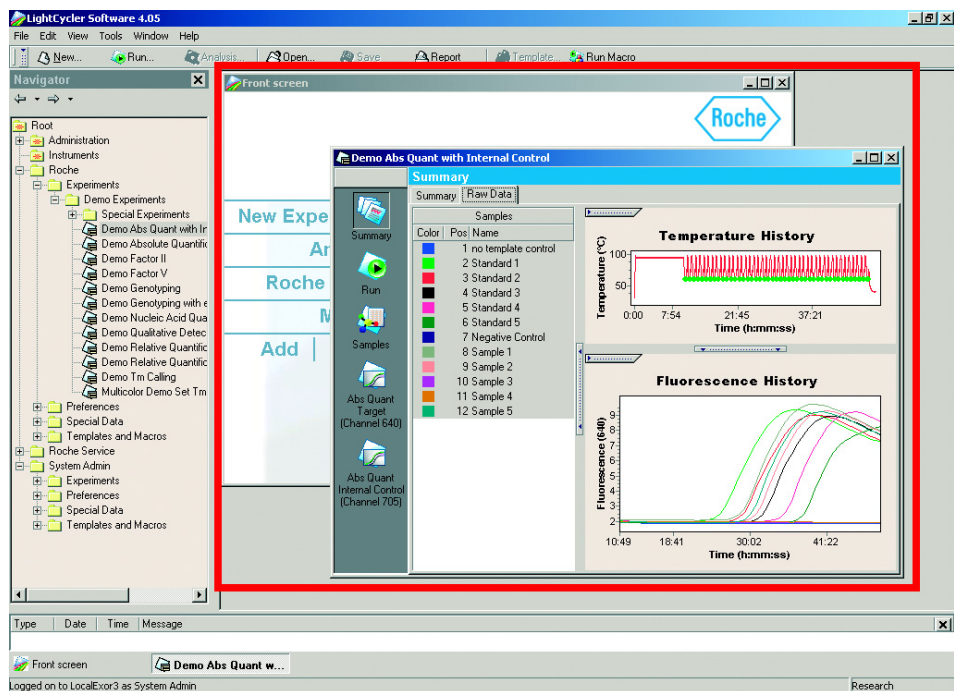 LightCycler Software 4.05
File Edit View Tools Window Help
New... Run... Analysis... Open... Save Report Template... Run Macro
Navigator
Root
Administration
Instruments
Roche
Experiments
Demo Experiments
Special Experiments
Demo Abs Quant with Ir
Demo Absolute Quantific
Demo Factor II
Demo Factor V
Demo Genotyping
Demo Genotyping with e
Demo Nucleic Acid Qua
Demo Qualitative Detec
Demo Relative Quantific
Demo Relative Quantific
Demo Tm Calling
Multicolor Demo Set Tm
Preferences
Special Data
Templates and Macros
Roche Service
System Admin
Experiments
Preferences
Special Data
Templates and Macros
Front screen
Roche
New Expe
Ar
Roche
M
Add |
Demo Abs Quant with Internal Control
Summary
Summary Raw Data
Summary
Run
Samples
Abs Quant
Target
(Channel 640)
Abs Quant
Internal Control
(Channel 705)
Samples
Color Pos Name
1 no template control
2 Standard 1
3 Standard 2
4 Standard 3
5 Standard 4
6 Standard 5
7 Negative Control
8 Sample 1
9 Sample 2
10 Sample 3
11 Sample 4
12 Sample 5
Temperature History
Temperature (°C)
100
50
0:00 7:54 21:45 37:21
Time (h:mm:ss)
Fluorescence History
Fluorescence (640)
9
8
7
6
5
4
3
2
10:49 18:41 30:02 41:22
Time (h:mm:ss)
Type Date Time Message
Front screen Demo Abs Quant w...
Logged on to LocalExor3 as System Admin Research